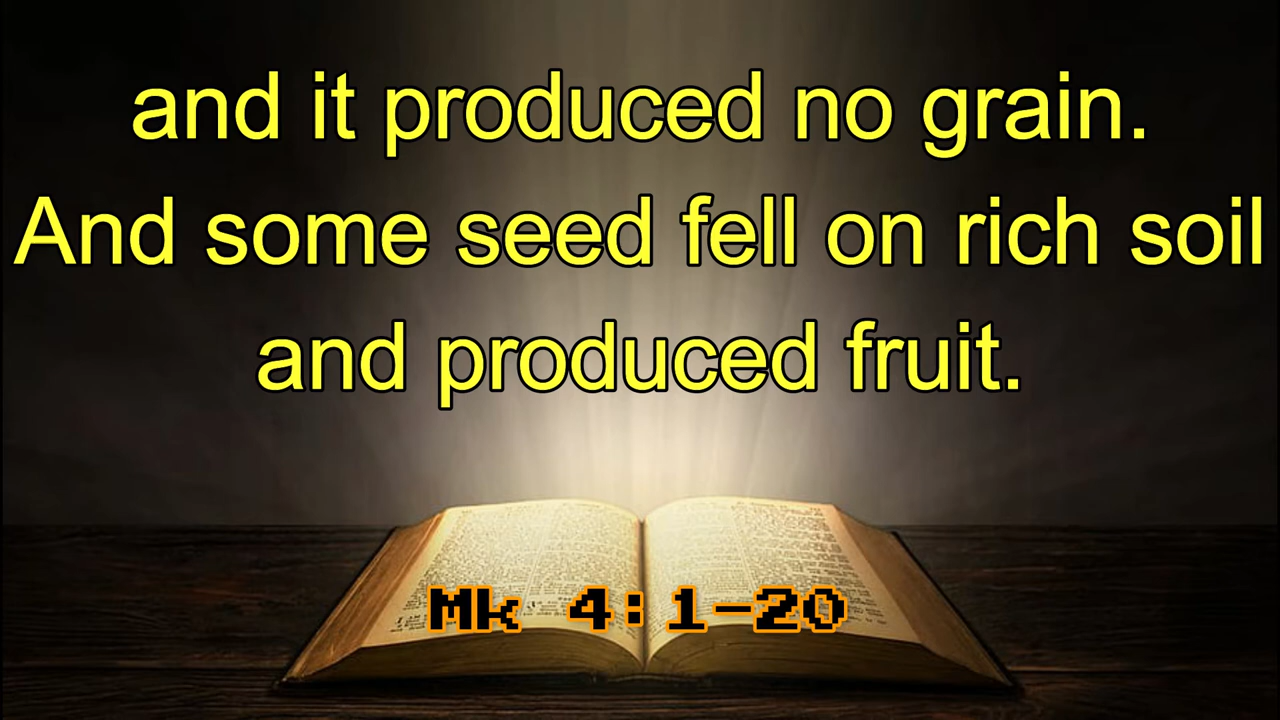 and it produced no grain.
And some seed fell on rich soil
and produced fruit.
Mk 4:1-20